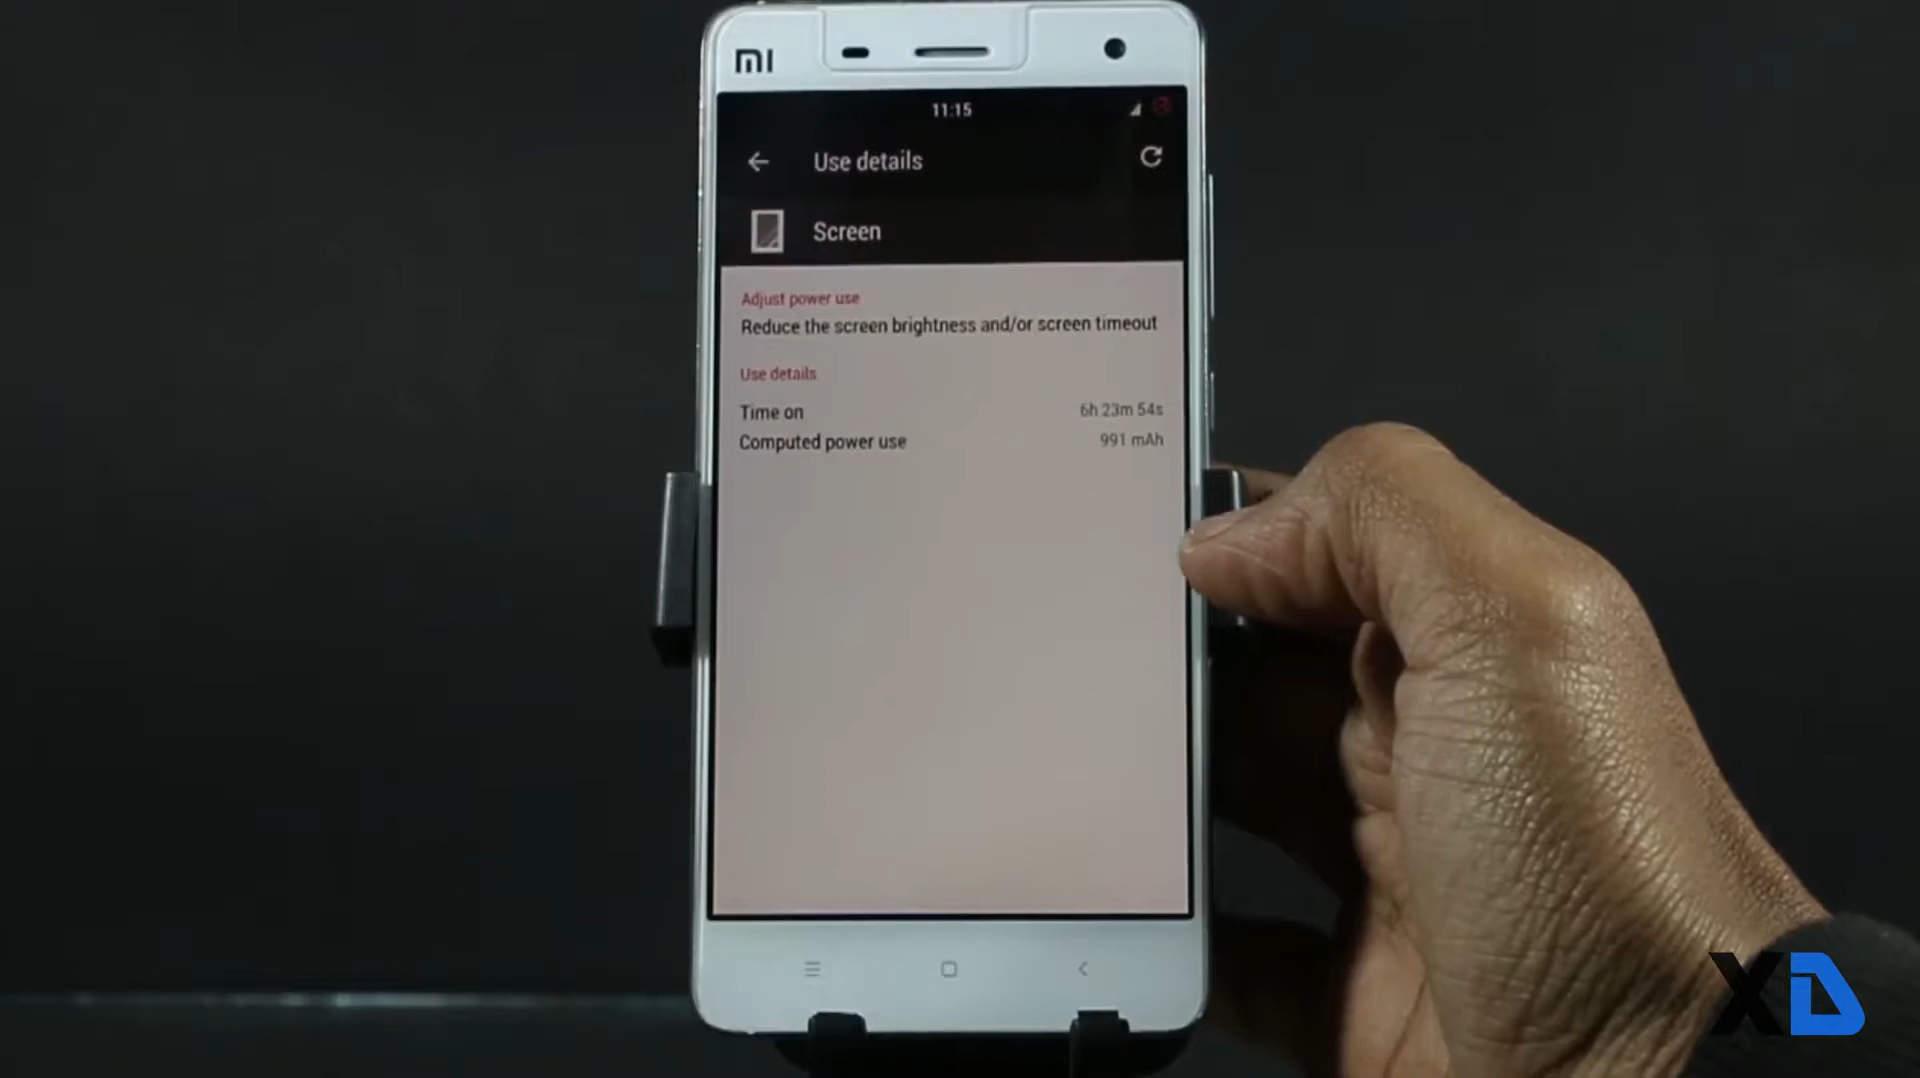 MI
11:15
Use details
Screen
Adjust power use
Reduce the screen brightness and/or screen timeout
Use details
Time on 6h 23m 54s
Computed power use 991 mAh
XD